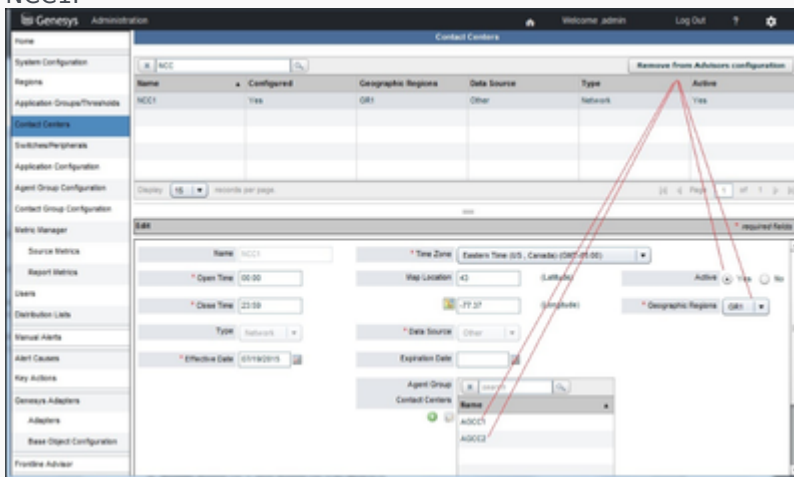 NCC1.
Genesys Administration Welcome admin Log Out ?
Home
Contact Centers
System Configuration
x NCC
Remove from Advisors configuration
Regions
Name Configured Geographic Regions Data Source Type Active
Application Groups/Thresholds
NCC1 Yes GR1 Other Network Yes
Contact Centers
Switches/Peripherals
Application Configuration
Agent Group Configuration
Display 15 records per page Page 1 of 1
Contact Group Configuration
Metric Manager
Edit * required fields
Source Metrics
Name NCC1 * Time Zone Eastern Time (US , Canada) (GMT-05:00)
Report Metrics
* Open Time 00:00 Map Location 43 (Latitude) Active Yes No
Users
Distribution Lists
* Close Time 23:59 -77.37 (Longitude) * Geographic Regions GR1
Manual Alerts
Type Network * Data Source Other
Alert Causes
* Effective Date 07/19/2015 Expiration Date
Key Actions
Agent Group x search
Genesys Adapters
Contact Centers Name
Adapters
AGCC1
Base Object Configuration
AGCC2
Frontline Advisor